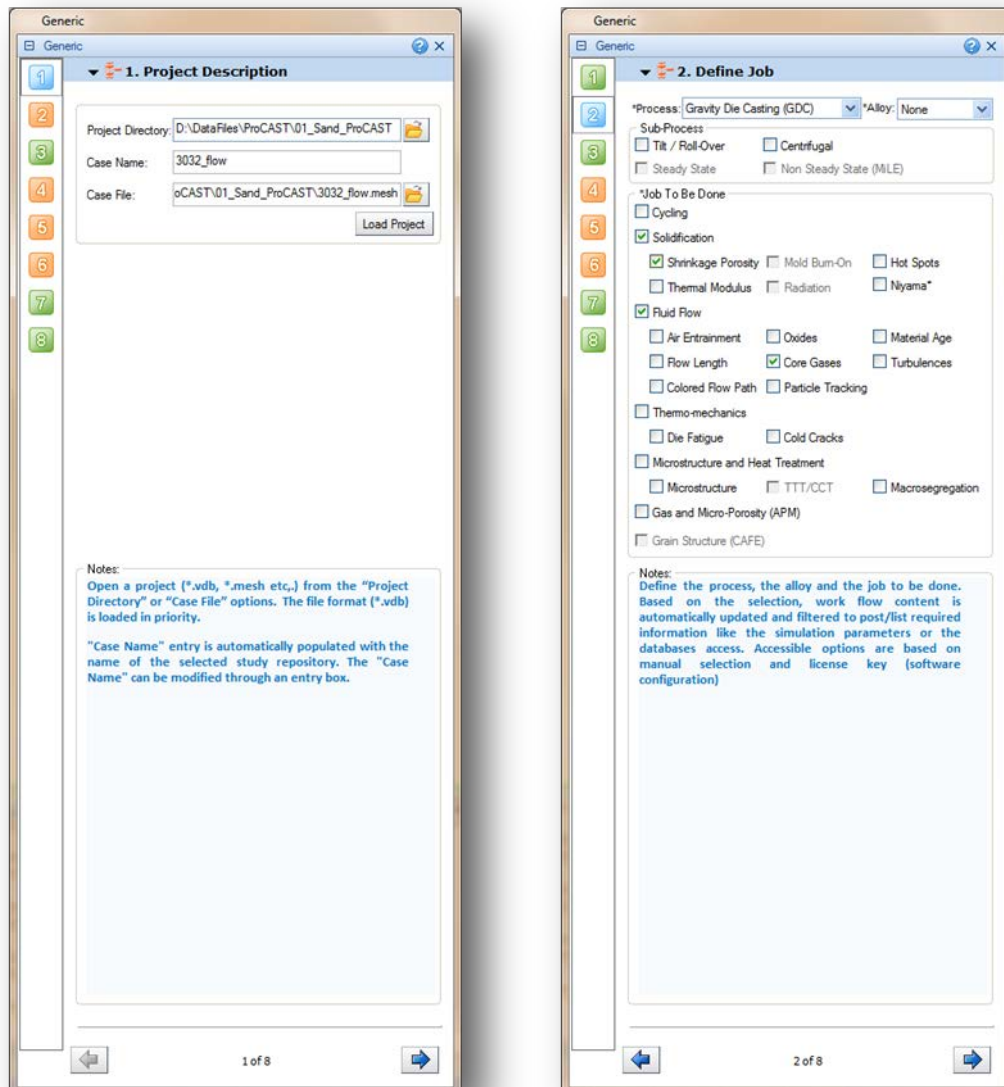 Generic
Generic
1. Project Description
1
2
3
4
5
6
7
8
Project Directory: D:\DataFiles\ProCAST\01_Sand_ProCAST
Case Name: 3032_flow
Case File: oCAST\01_Sand_ProCAST\3032_flow.mesh
Load Project
Notes:
Open a project (*.vdb, *.mesh etc,.) from the “Project
Directory” or “Case File” options. The file format (*.vdb)
is loaded in priority.
"Case Name" entry is automatically populated with the
name of the selected study repository. The "Case
Name" can be modified through an entry box.
1 of 8
Generic
Generic
2. Define Job
1
2
3
4
5
6
7
8
*Process: Gravity Die Casting (GDC) *Alloy: None
Sub-Process
Tilt / Roll-Over Centrifugal
Steady State Non Steady State (MiLE)
*Job To Be Done
Cycling
Solidification
Shrinkage Porosity Mold Burn-On Hot Spots
Thermal Modulus Radiation Niyama*
Fluid Flow
Air Entrainment Oxides Material Age
Flow Length Core Gases Turbulences
Colored Flow Path Particle Tracking
Thermo-mechanics
Die Fatigue Cold Cracks
Microstructure and Heat Treatment
Microstructure TTT/CCT Macrosegregation
Gas and Micro-Porosity (APM)
Grain Structure (CAFE)
Notes:
Define the process, the alloy and the job to be done.
Based on the selection, work flow content is
automatically updated and filtered to post/list required
information like the simulation parameters or the
databases access. Accessible options are based on
manual selection and license key (software
configuration)
2 of 8